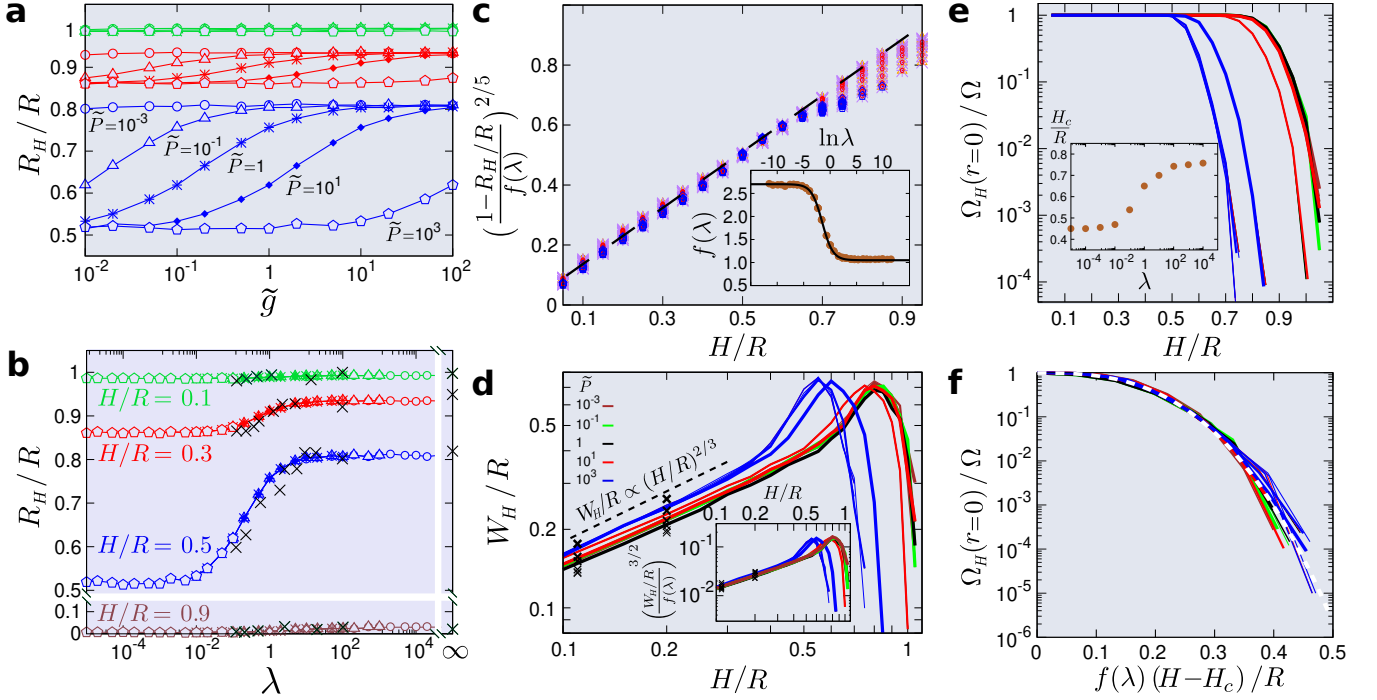 a
1
0.9
0.8
0.7
0.6
0.5
R_H/R
P̃=10^-3
P̃=10^-1
P̃=1
P̃=10^1
P̃=10^3
10^-2 10^-1 1 10^1 10^2
g̃
b
1
0.9
0.8
0.7
0.6
0.5
0.1
0
R_H/R
H/R = 0.1
H/R = 0.3
H/R = 0.5
H/R = 0.9
10^-4 10^-2 10^0 10^2 10^4 ∞
λ
c
0.8
0.6
0.4
0.2
0
((1-R_H/R)/f(λ))^2/5
0.1 0.3 0.5 0.7 0.9
H/R
lnλ
-10 -5 0 5 10
2.5
2.0
1.5
1.0
0.5
f(λ)
d
0.5
0.2
0.1
W_H/R
P̃
10^-3
10^-1
1
10^1
10^3
W_H/R ∝ (H/R)^2/3
0.1 0.5 1
H/R
H/R
0.1 0.2 0.5 1
10^-1
10^-2
((W_H/R)/f(λ))^3/2
e
1
10^-1
10^-2
10^-3
10^-4
Ω_H(r=0)/Ω
0.1 0.3 0.5 0.7 0.9
H/R
H_c/R
0.8
0.6
0.4
10^-4 10^-2 1 10^2 10^4
λ
f
1
10^-1
10^-2
10^-3
10^-4
10^-5
10^-6
Ω_H(r=0)/Ω
0 0.1 0.2 0.3 0.4 0.5
f(λ)(H-H_c)/R